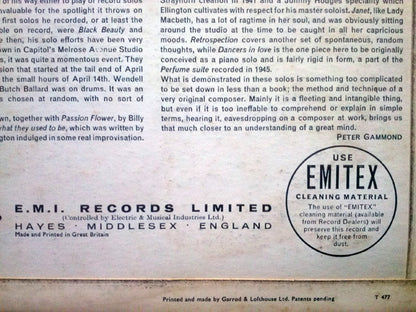 of his way either to play or record solos
nvaluable for the spotlight it throws on
first solos he recorded, or at least the
ble on record, were Black Beauty and
ce then; his solo efforts have been very
wn in Capitol's Melrose Avenue Studio
s, it was quite a momentous event. They
sion that started at the tail end of April
the small hours of April 14th. Wendell
Butch Ballard was on drums. It was an
s chosen at random, with no sort of
own, together with Passion Flower, by Billy
what they used to be, which was written by
ngton indulged in some real improvisation.
Strayhorn creation of 1941 and a Johnny Hodges specialty which
Ellington cultivates with respect for his master soloist. Janet, like Lady
Macbeth, has a lot of ragtime in her soul, and was obviously sitting
around the studio at the time to be caught in all her capricious
moods. Retrospection covers another set of spontaneous, random
thoughts, while Dancers in love is the one piece here to be originally
conceived as a piano solo and is fairly rigid in form, a part of the
Perfume suite recorded in 1945.
What is demonstrated in these solos is something too complicated
to be set down in less than a book; the method and technique of a
very original composer. Mainly it is a fleeting and intangible thing,
but even if it is too ineffable to comprehend or explain in simple
terms, hearing it, eavesdropping on a composer at work, brings us
that much closer to an understanding of a great mind.
PETER GAMMOND
E.M.I. RECORDS LIMITED
(Controlled by Electric & Musical Industries Ltd.)
HAYES · MIDDLESEX · ENGLAND
Made and Printed in Great Britain
USE
EMITEX
CLEANING MATERIAL
The use of "EMITEX"
cleaning material (available
from Record Dealers) will
preserve this record and
keep it free from
dust.
Printed and made by Garrod & Lofthouse Ltd. Patents pending
T 477